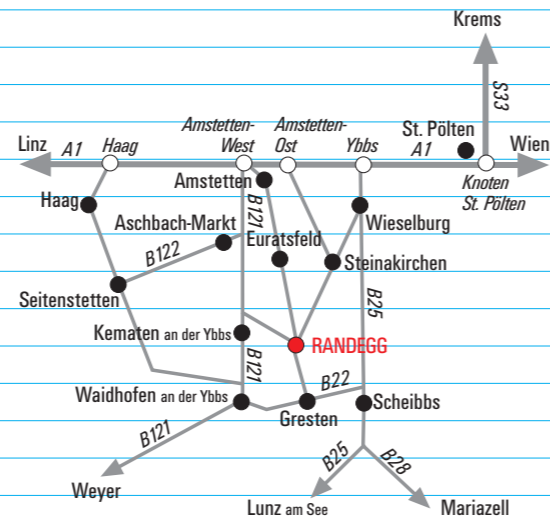 Krems
S33
Amstetten-
West
Amstetten-
Ost
St. Pölten
Linz
A1
Haag
Ybbs
A1
Wien
Knoten
St. Pölten
Amstetten
Haag
B121
Aschbach-Markt
Euratsfeld
Wieselburg
B122
Steinakirchen
Seitenstetten
B25
Kematen an der Ybbs
RANDEGG
B121
B22
Waidhofen an der Ybbs
Gresten
Scheibbs
B121
B25
B28
Weyer
Lunz am See
Mariazell